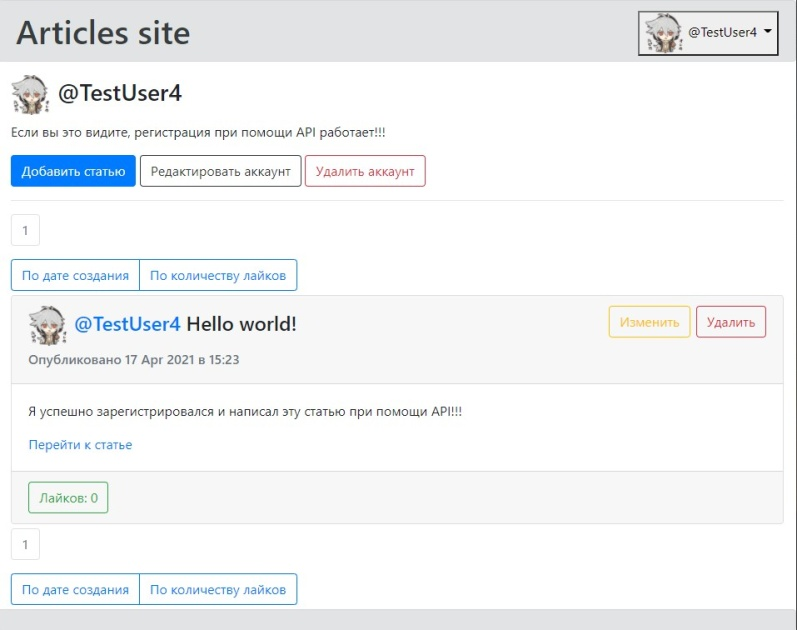 Articles site
@TestUser4
@TestUser4
Если вы это видите, регистрация при помощи API работает!!!
Добавить статью Редактировать аккаунт Удалить аккаунт
1
По дате создания По количеству лайков
@TestUser4 Hello world! Изменить Удалить
Опубликовано 17 Apr 2021 в 15:23
Я успешно зарегистрировался и написал эту статью при помощи API!!!
Перейти к статье
Лайков: 0
1
По дате создания По количеству лайков